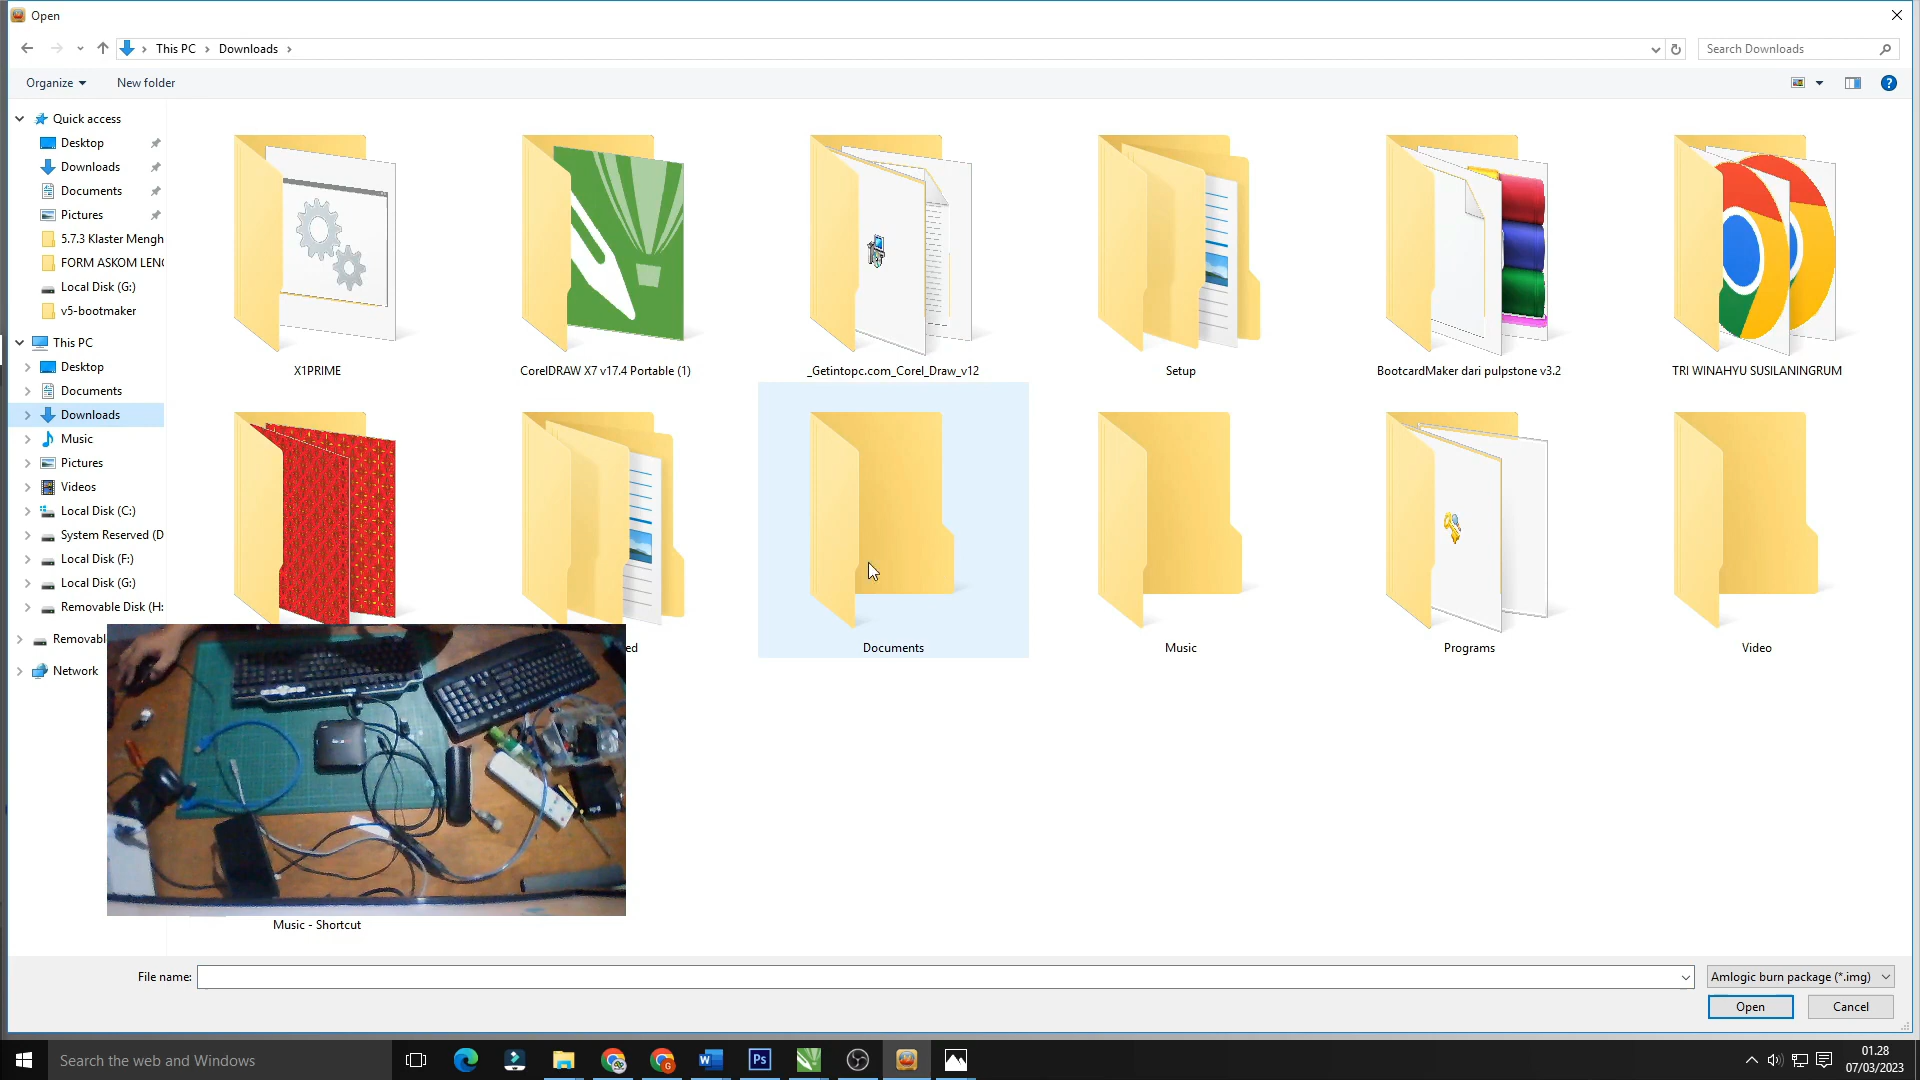 Open
This PC
Downloads
Search Downloads
Organize
New folder
Quick access
Desktop
Downloads
Documents
Pictures
5.7.3 Klaster Mengh
FORM ASKOM LENG
Local Disk (G:)
v5-bootmaker
This PC
Desktop
Documents
Downloads
Music
Pictures
Videos
Local Disk (C:)
System Reserved (D
Local Disk (F:)
Local Disk (G:)
Removable Disk (H:
Removabl
Network
X1PRIME
CorelDRAW X7 v17.4 Portable (1)
_Getintopc.com_Corel_Draw_v12
Setup
BootcardMaker dari pulpstone v3.2
TRI WINAHYU SUSILANINGRUM
ed
Documents
Music
Programs
Video
Music - Shortcut
File name:
Amlogic burn package (*.img)
Open
Cancel
Search the web and Windows
Ps
01.28
07/03/2023